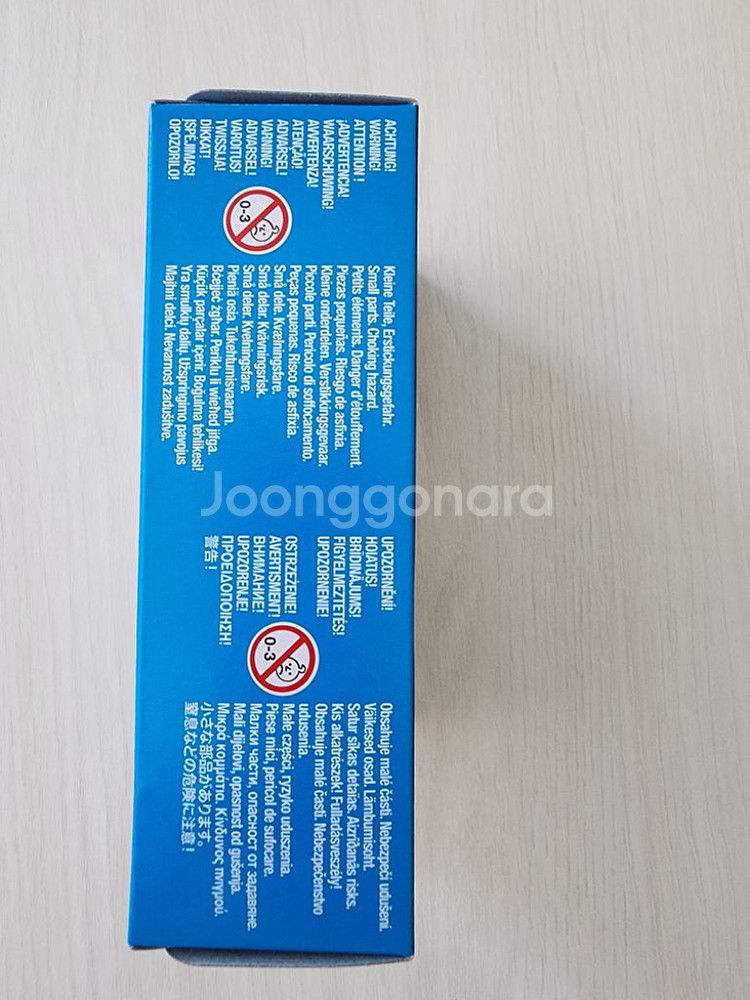 ACHTUNG!
WARNING!
ATTENTION !
¡ADVERTENCIA!
WAARSCHUWING!
AVVERTENZA!
ATENÇÃO!
ADVARSEL!
WARNING!
ADVARSEL!
VAROITUS!
TWISSIJA!
DIKKAT!
ĮSPĖJIMAS!
OPOZORILO!
0-3
Kleine Teile, Erstickungsgefahr.
Small parts. Choking hazard.
Petits éléments. Danger d'étouffement.
Piezas pequeñas. Riesgo de asfixia.
Kleine onderdelen. Verstikkingsgevaar.
Piccole parti. Pericolo di soffocamento.
Peças pequenas. Risco de asfixia.
Små dele. Kvælningsfare.
Små delar. Kvävningsrisk.
Små deler. Kvelningsfare.
Pieniä osia. Tukehtumisvaaran.
Bċejjeċ żgħar. Periklu li wieħed jifga.
Küçük parçalar içerir. Boğulma tehlikesi!
Yra smulkių dalių. Užspringimo pavojus
Majhni delci. Nevarnost zadušitve.
UPOZORNĚNÍ!
HOIATUS!
BRĪDINĀJUMS!
FIGYELMEZTETÉS!
UPOZORNENIE!
OSTRZEŻENIE!
AVERTISMENT!
ВНИМАНИЕ!
UPOZORENJE!
ΠΡΟΕΙΔΟΠΟΙΗΣΗ!
警告！
0-3
Obsahuje malé části. Nebezpečí udušení.
Väikesed osad. Lämbumisoht.
Satur sīkas detaļas. Aizrīšanās risks.
Kis alkatrészek! Fulladásveszély!
Obsahuje malé časti. Nebezpečenstvo
udusenia.
Małe części, ryzyko uduszenia.
Piese mici, pericol de sufocare.
Малки части, опасност от задавяне.
Mali dijelovi, opasnost od gušenja.
Μικρά κομμάτια. Κίνδυνος πνιγμού.
小さな部品があります。
窒息などの危険に注意！
Joonggonara